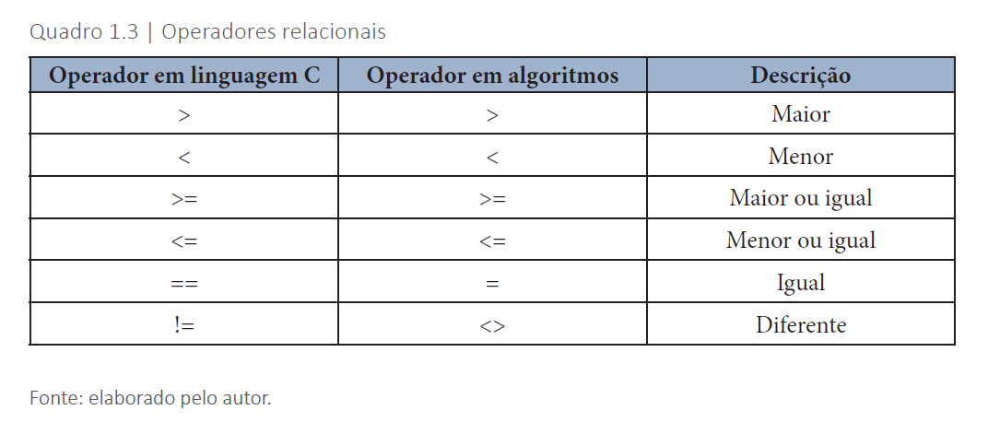 Quadro 1.3 | Operadores relacionais
Operador em linguagem C Operador em algoritmos Descrição
> > Maior
< < Menor
>= >= Maior ou igual
<= <= Menor ou igual
== = Igual
!= <> Diferente
Fonte: elaborado pelo autor.